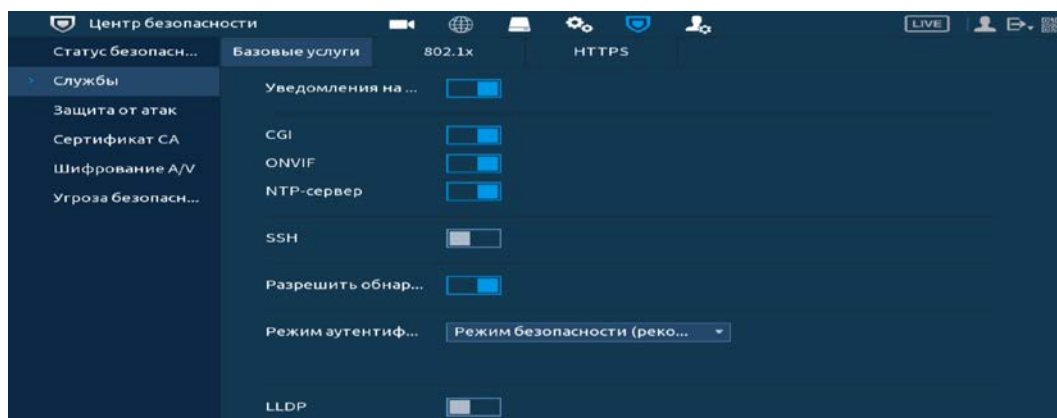 Центр безопасности
LIVE
Статус безопасн...
Службы
Защита от атак
Сертификат CA
Шифрование A/V
Угроза безопасн...
Базовые услуги
802.1x
HTTPS
Уведомления на ...
CGI
ONVIF
NTP-сервер
SSH
Разрешить обнар...
Режим аутентиф...
Режим безопасности (реко...
LLDP